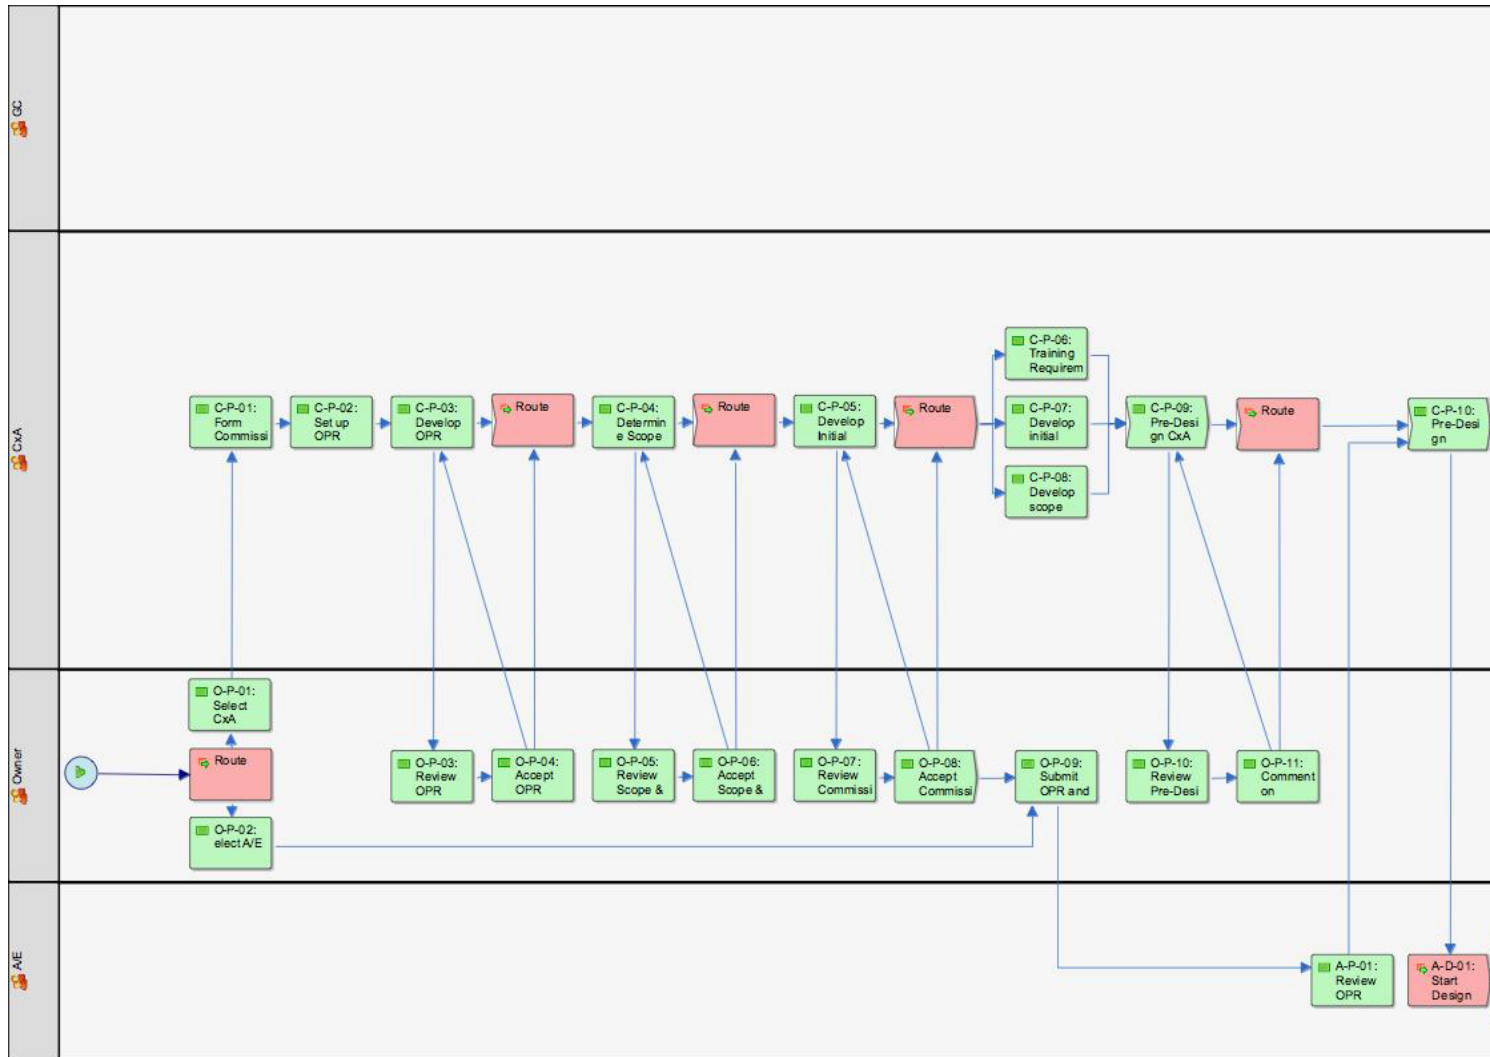 GC
CxA
C-P-06:
Training
Requirem
C-P-01:
Form
Commissi
C-P-02:
Set up
OPR
C-P-03:
Develop
OPR
Route
C-P-04:
Determin
e Scope
Route
C-P-05:
Develop
Initial
Route
C-P-07:
Develop
initial
C-P-09:
Pre-Desi
gn CxA
Route
C-P-10:
Pre-Desi
gn
C-P-08:
Develop
scope
Owner
O-P-01:
Select
CxA
Route
O-P-02:
elect A/E
O-P-03:
Review
OPR
O-P-04:
Accept
OPR
O-P-05:
Review
Scope &
O-P-06:
Accept
Scope &
O-P-07:
Review
Commissi
O-P-08:
Accept
Commissi
O-P-09:
Submit
OPR and
O-P-10:
Review
Pre-Desi
O-P-11:
Comment
on
A/E
A-P-01:
Review
OPR
A-D-01:
Start
Design